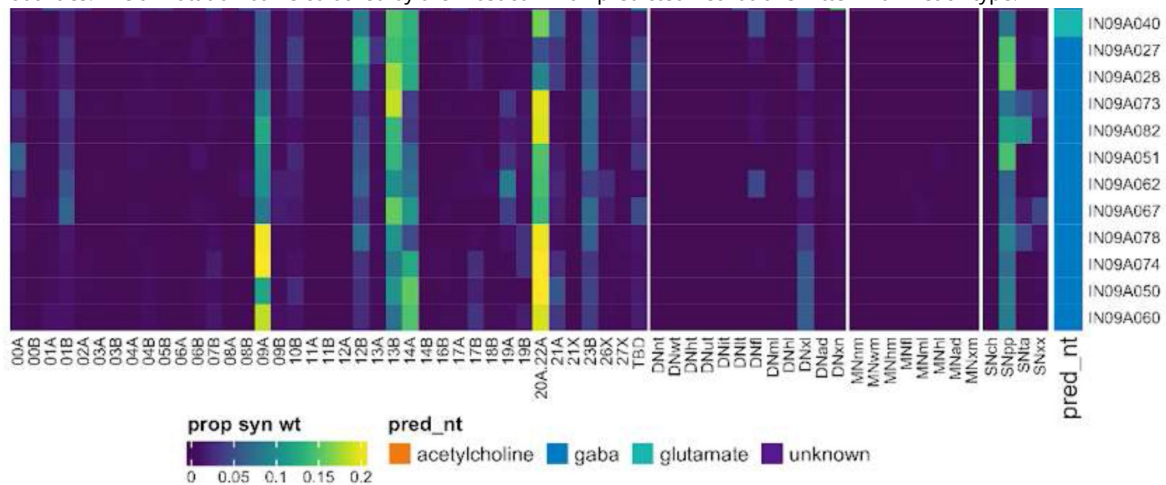 IN09A040
IN09A027
IN09A028
IN09A073
IN09A082
IN09A051
IN09A062
IN09A067
IN09A078
IN09A074
IN09A050
IN09A060
00A
00B
01A
01B
02A
03A
03B
04A
04B
05B
06A
06B
07B
08A
08B
09A
09B
10B
11A
11B
12A
12B
13A
13B
14A
14B
16B
17A
17B
18B
19A
19B
20A.22A
21A
21X
23B
26X
27X
TBD
DNnt
DNwt
DNht
DNut
DNit
DNlt
DNfl
DNml
DNhl
DNxl
DNad
DNxn
MNnm
MNwm
MNhm
MNfl
MNml
MNhl
MNad
MNxm
SNch
SNpp
SNta
SNxx
pred_nt
prop syn wt
0 0.05 0.1 0.15 0.2
pred_nt
acetylcholine gaba glutamate unknown